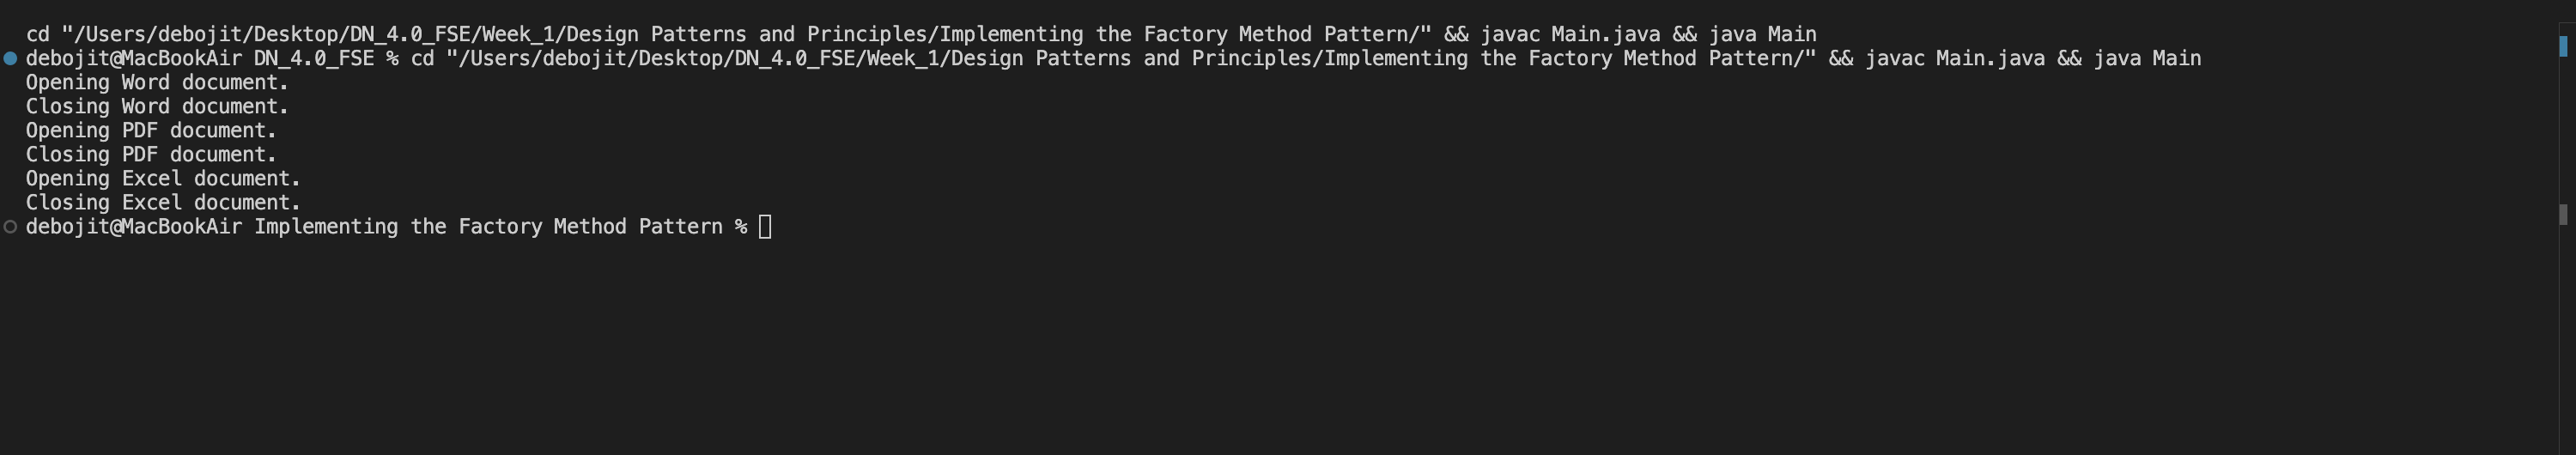 cd "/Users/debojit/Desktop/DN_4.0_FSE/Week_1/Design Patterns and Principles/Implementing the Factory Method Pattern/" && javac Main.java && java Main
debojit@MacBookAir DN_4.0_FSE % cd "/Users/debojit/Desktop/DN_4.0_FSE/Week_1/Design Patterns and Principles/Implementing the Factory Method Pattern/" && javac Main.java && java Main
Opening Word document.
Closing Word document.
Opening PDF document.
Closing PDF document.
Opening Excel document.
Closing Excel document.
debojit@MacBookAir Implementing the Factory Method Pattern %